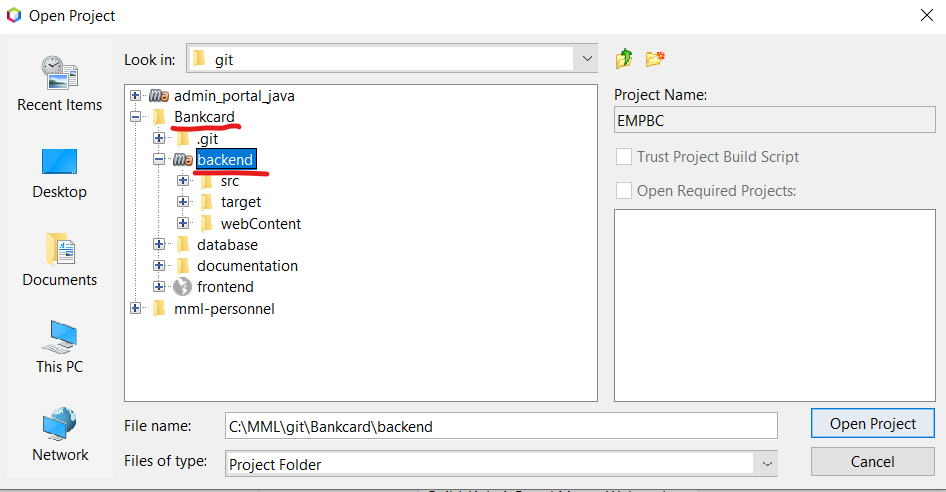 Open Project
Look in:
git
Recent Items
Desktop
Documents
This PC
Network
admin_portal_java
Bankcard
.git
backend
src
target
webContent
database
documentation
frontend
mml-personnel
Project Name:
EMPBC
Trust Project Build Script
Open Required Projects:
File name:
C:\MML\git\Bankcard\backend
Open Project
Files of type:
Project Folder
Cancel